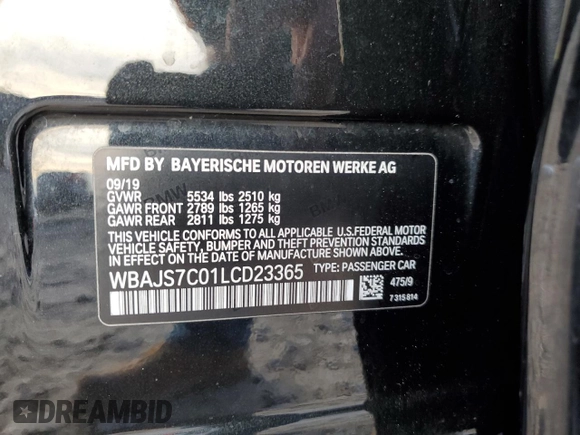 MFD BY BAYERISCHE MOTOREN WERKE AG
09/19
GVWR 5534 lbs 2510 kg
GAWR FRONT 2789 lbs 1265 kg
GAWR REAR 2811 lbs 1275 kg
THIS VEHICLE CONFORMS TO ALL APPLICABLE U.S.FEDERAL MOTOR
VEHICLE SAFETY, BUMPER AND THEFT PREVENTION STANDARDS
IN EFFECT ON THE DATE OF MANUFACTURE SHOWN ABOVE.
WBAJS7C01LCD23365 TYPE: PASSENGER CAR
475/9
7 315 814
DREAMBID